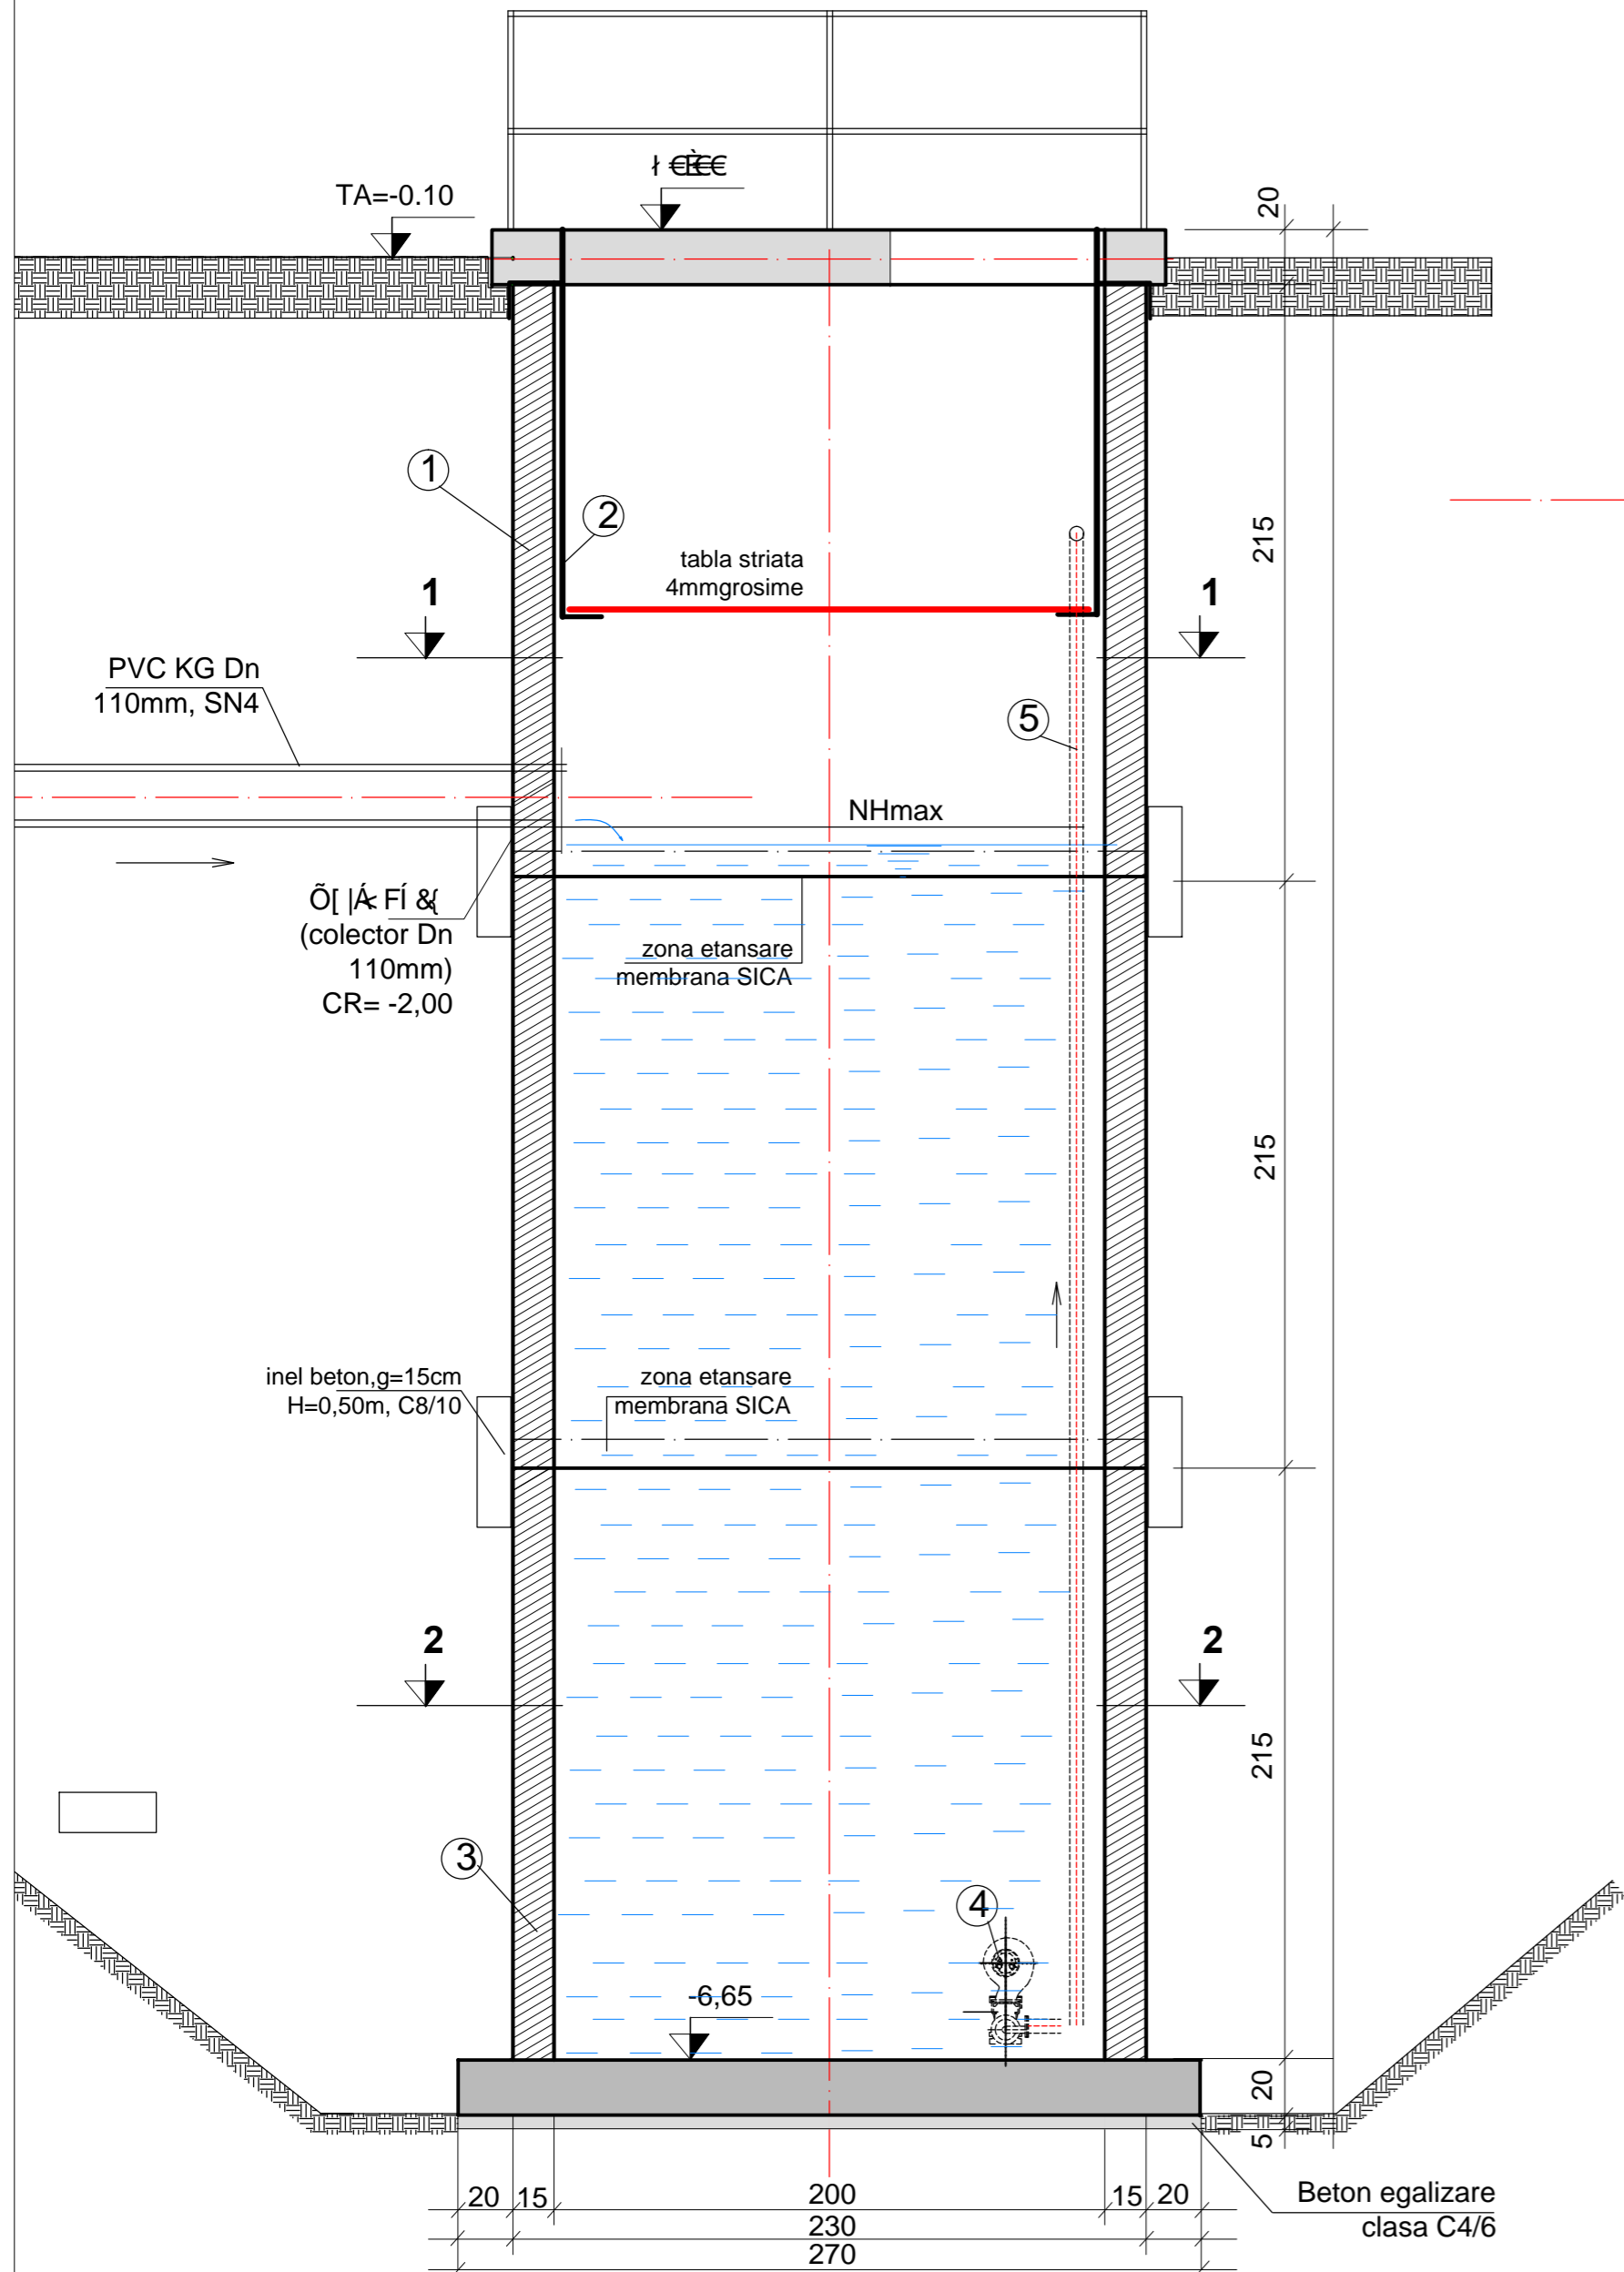 TA=-0.10
20
1
2
tabla striata
4mmgrosime
215
1
1
PVC KG Dn
110mm, SN4
5
NHmax
(colector Dn
110mm)
CR= -2,00
zona etansare
membrana SICA
215
inel beton,g=15cm
H=0,50m, C8/10
zona etansare
membrana SICA
2
2
215
3
4
-6,65
20
5
20
15
200
15
20
230
270
Beton egalizare
clasa C4/6